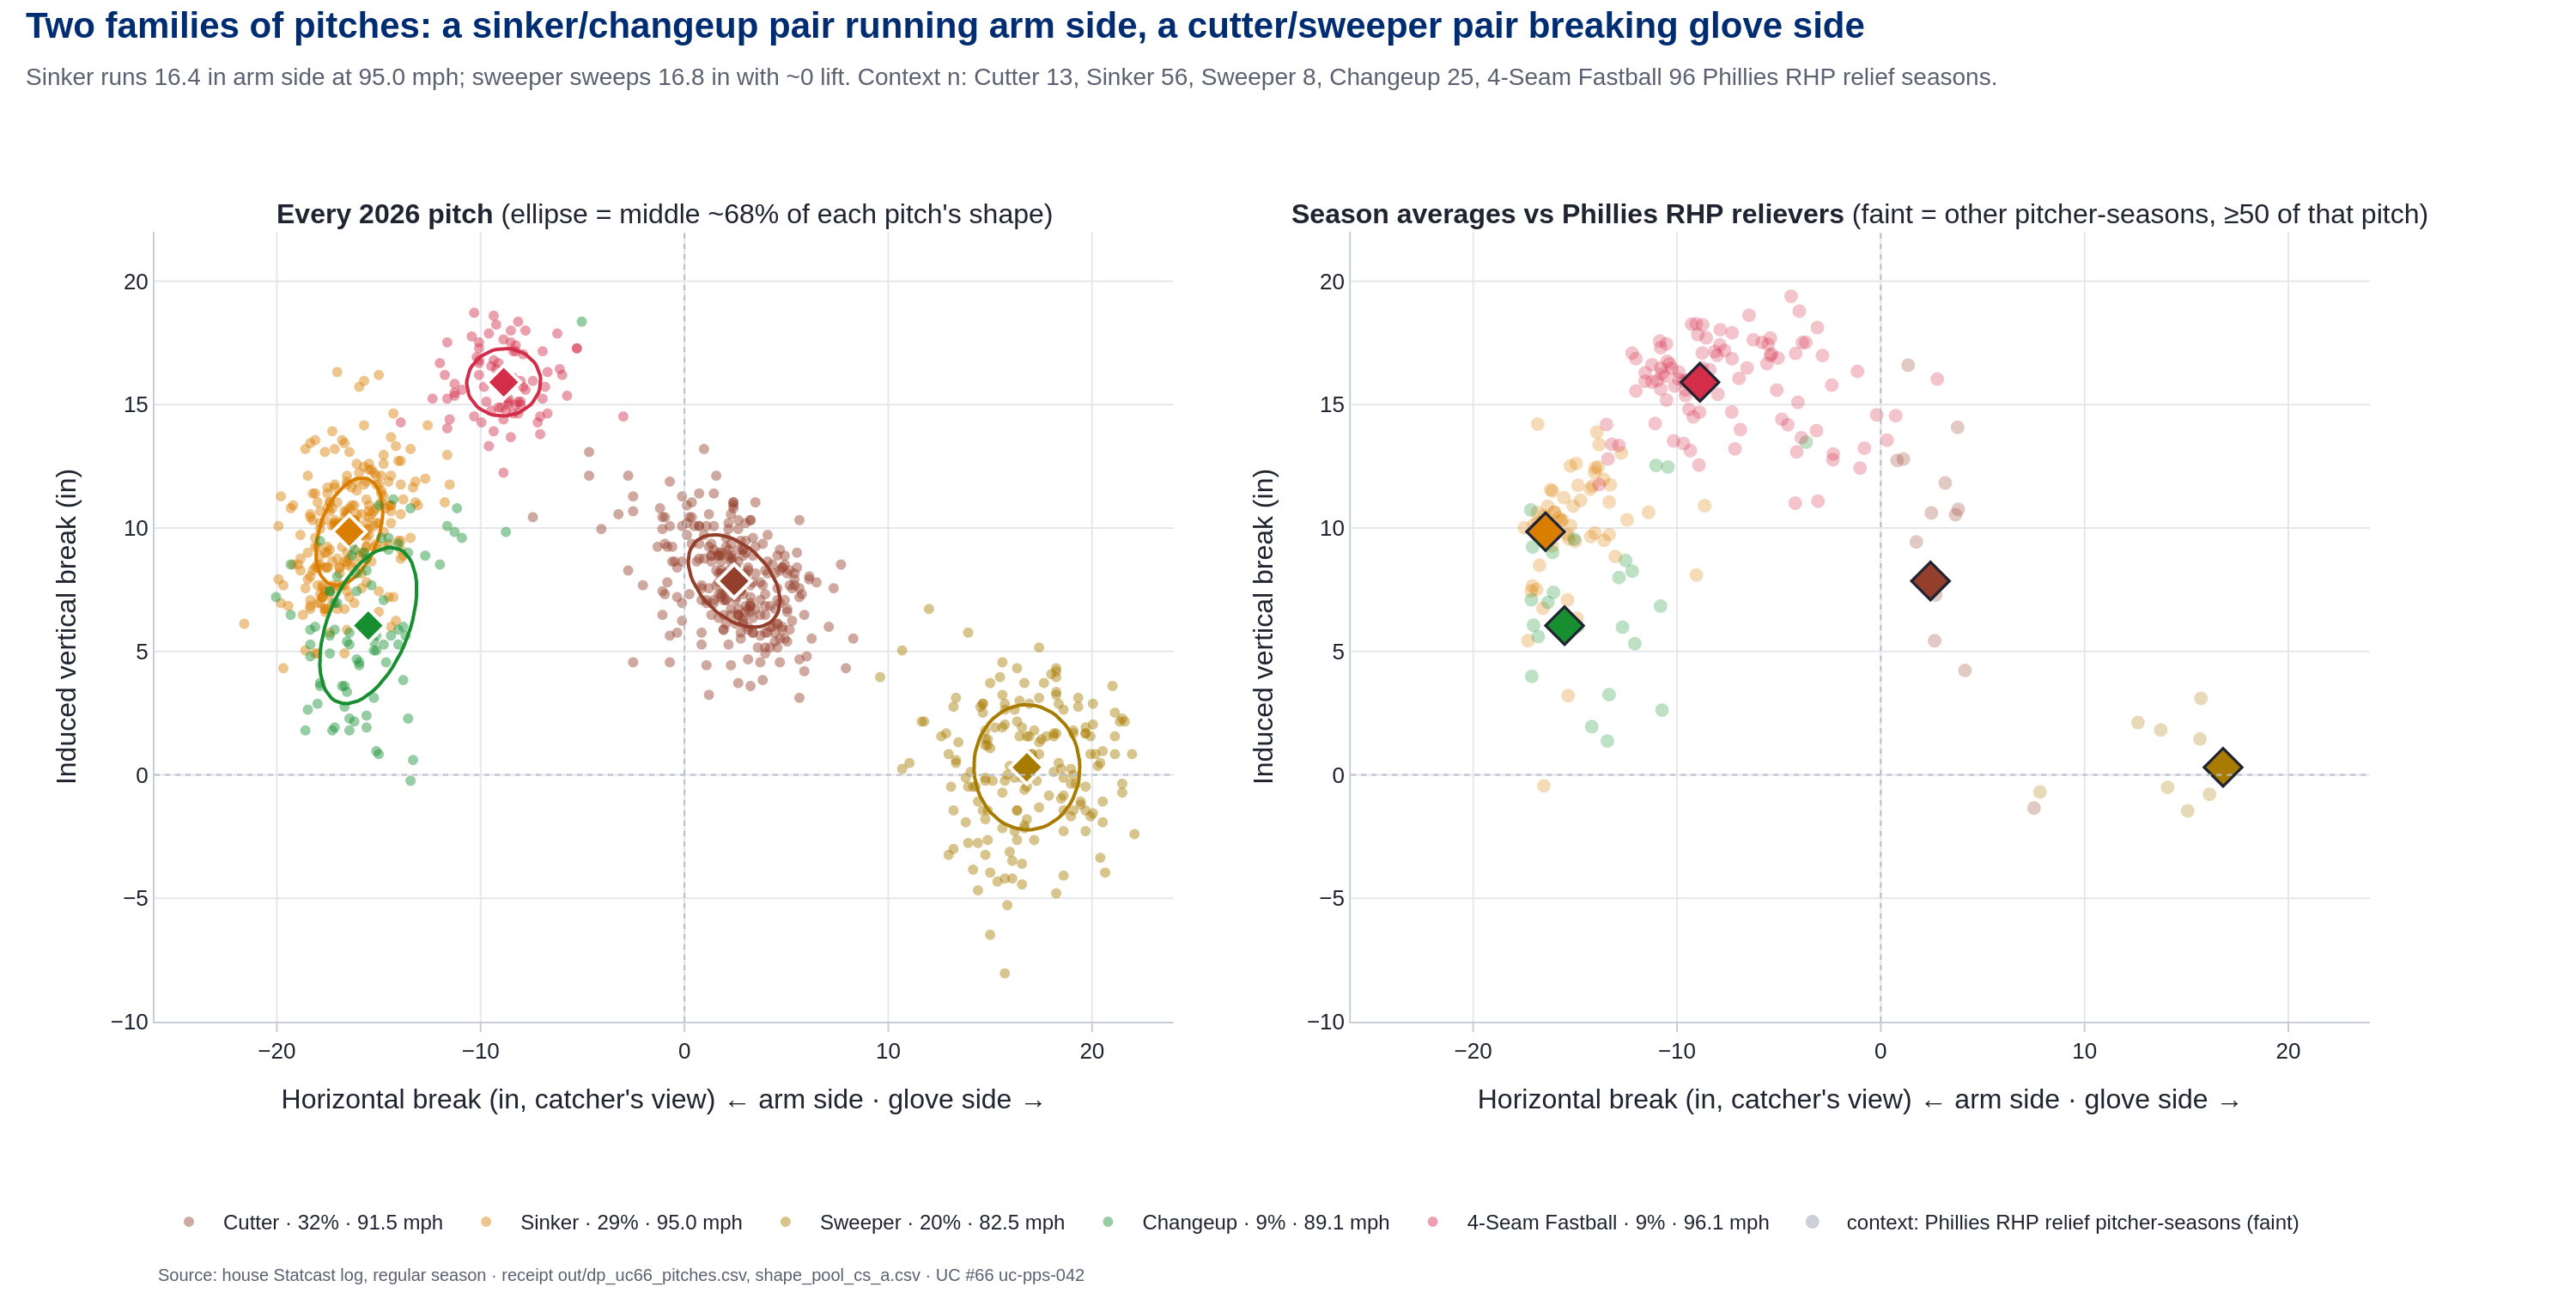 Two families of pitches: a sinker/changeup pair running arm side, a cutter/sweeper pair breaking glove side
Sinker runs 16.4 in arm side at 95.0 mph; sweeper sweeps 16.8 in with ~0 lift. Context n: Cutter 13, Sinker 56, Sweeper 8, Changeup 25, 4-Seam Fastball 96 Phillies RHP relief seasons.
Every 2026 pitch (ellipse = middle ~68% of each pitch's shape)
Induced vertical break (in)
20
15
10
5
0
−5
−10
−20
−10
0
10
20
Horizontal break (in, catcher's view) ← arm side · glove side →
Season averages vs Phillies RHP relievers (faint = other pitcher-seasons, ≥50 of that pitch)
Induced vertical break (in)
20
15
10
5
0
−5
−10
−20
−10
0
10
20
Horizontal break (in, catcher's view) ← arm side · glove side →
Cutter · 32% · 91.5 mph
Sinker · 29% · 95.0 mph
Sweeper · 20% · 82.5 mph
Changeup · 9% · 89.1 mph
4-Seam Fastball · 9% · 96.1 mph
context: Phillies RHP relief pitcher-seasons (faint)
Source: house Statcast log, regular season · receipt out/dp_uc66_pitches.csv, shape_pool_cs_a.csv · UC #66 uc-pps-042